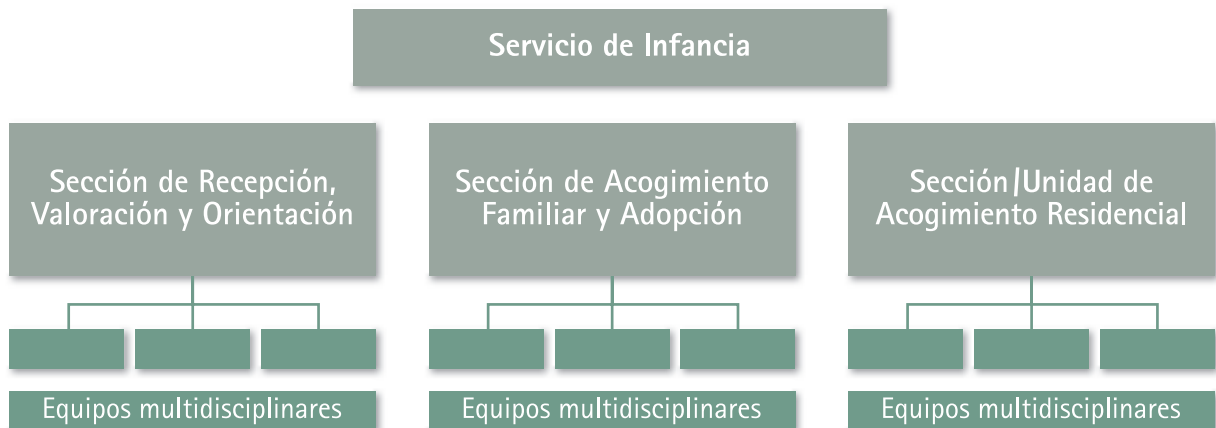 Servicio de Infancia
Sección de Recepción,
Valoración y Orientación
Sección de Acogimiento
Familiar y Adopción
Sección/Unidad de
Acogimiento Residencial
Equipos multidisciplinares
Equipos multidisciplinares
Equipos multidisciplinares